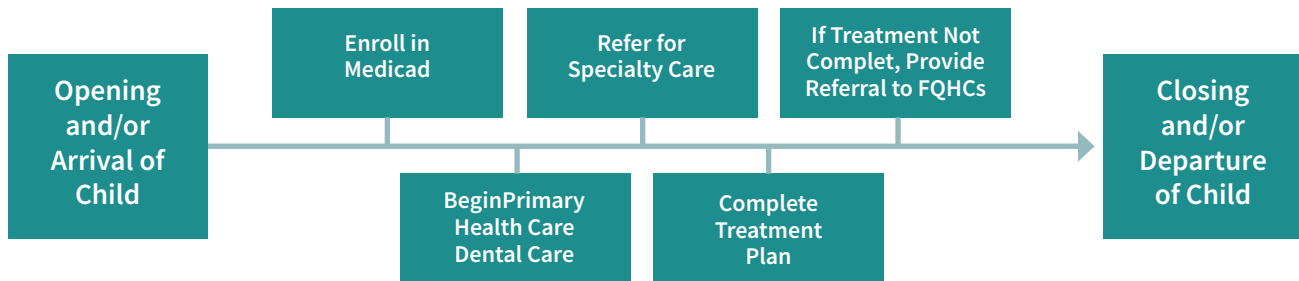 Opening
and/or
Arrival of
Child
Enroll in
Medicad
BeginPrimary
Health Care
Dental Care
Refer for
Specialty Care
Complete
Treatment
Plan
If Treatment Not
Complet, Provide
Referral to FQHCs
Closing
and/or
Departure
of Child